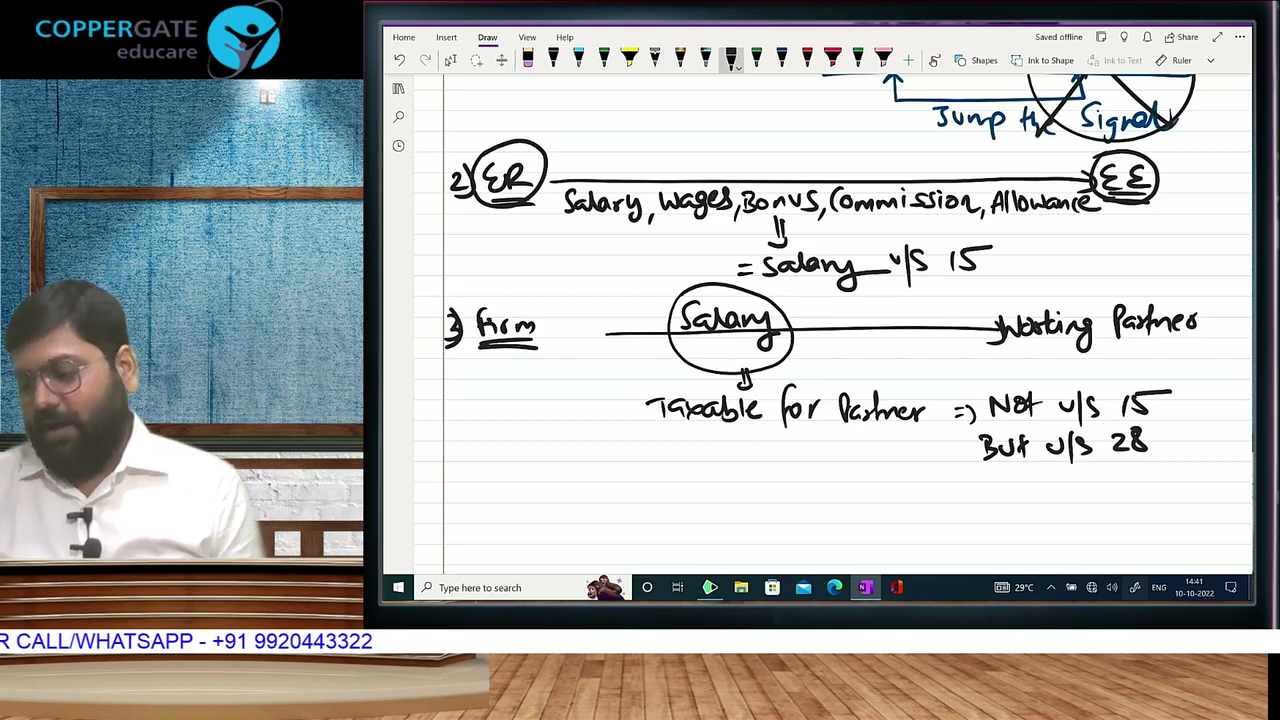 COPPERGATE
educare
Home Insert Draw View Help
Saved offline Share
Shapes Ink to Shape Ink to Text Ruler
Jump the Signal
2) ER EE
Salary, Wages, Bonus, Commission, Allowance
= Salary u/s 15
3) Firm Salary Working Partner
Taxable for Partner => Not u/s 15
But u/s 28
Type here to search
29°C ENG 14:41
10-10-2022
R CALL/WHATSAPP - +91 9920443322